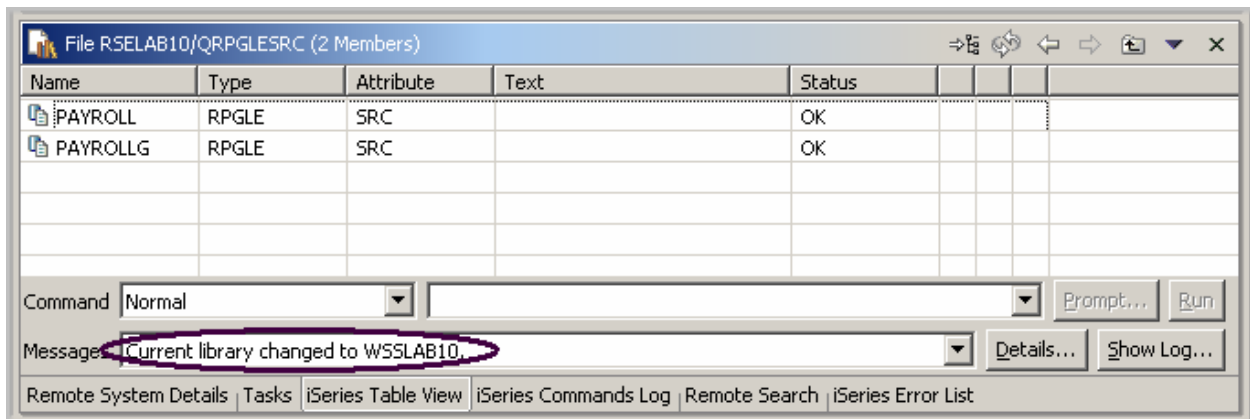 File RSELAB10/QRPGLESRC (2 Members)
Name Type Attribute Text Status
PAYROLL RPGLE SRC OK
PAYROLLG RPGLE SRC OK
Command Normal Prompt... Run
Messages Current library changed to WSSLAB10. Details... Show Log...
Remote System Details Tasks iSeries Table View iSeries Commands Log Remote Search iSeries Error List